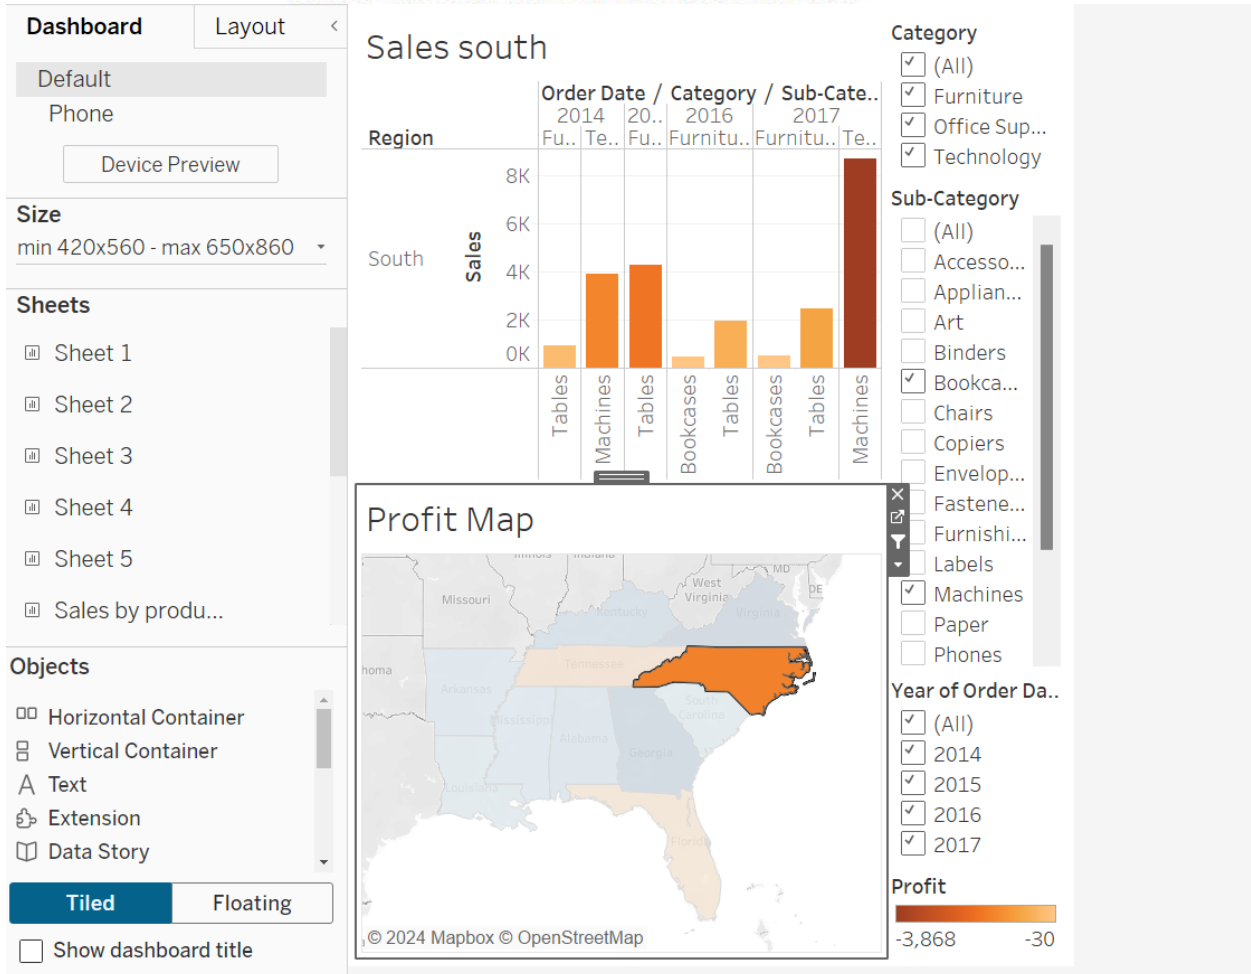 Dashboard
Layout
<
Default
Phone
Device Preview
Size
min 420x560 - max 650x860
Sheets
Sheet 1
Sheet 2
Sheet 3
Sheet 4
Sheet 5
Sales by produ...
Objects
Horizontal Container
Vertical Container
A Text
Extension
Data Story
Tiled
Floating
Show dashboard title
Sales south
Order Date / Category / Sub-Cate..
2014 20.. 2016 2017
Region
Fu.. Te.. Fu.. Furnitu.. Furnitu.. Te..
8K
6K
4K
2K
0K
South
Sales
Tables
Machines
Tables
Bookcases
Tables
Bookcases
Tables
Machines
Profit Map
Illinois
Indiana
Missouri
West
Virginia
MD
DE
Kentucky
Virginia
homa
Tennessee
Arkansas
South
Carolina
Mississippi
Alabama
Georgia
Louisiana
Florida
© 2024 Mapbox © OpenStreetMap
Category
(All)
Furniture
Office Sup...
Technology
Sub-Category
(All)
Accesso...
Applian...
Art
Binders
Bookca...
Chairs
Copiers
Envelop...
Fastene...
Furnishi...
Labels
Machines
Paper
Phones
Year of Order Da..
(All)
2014
2015
2016
2017
Profit
-3,868
-30